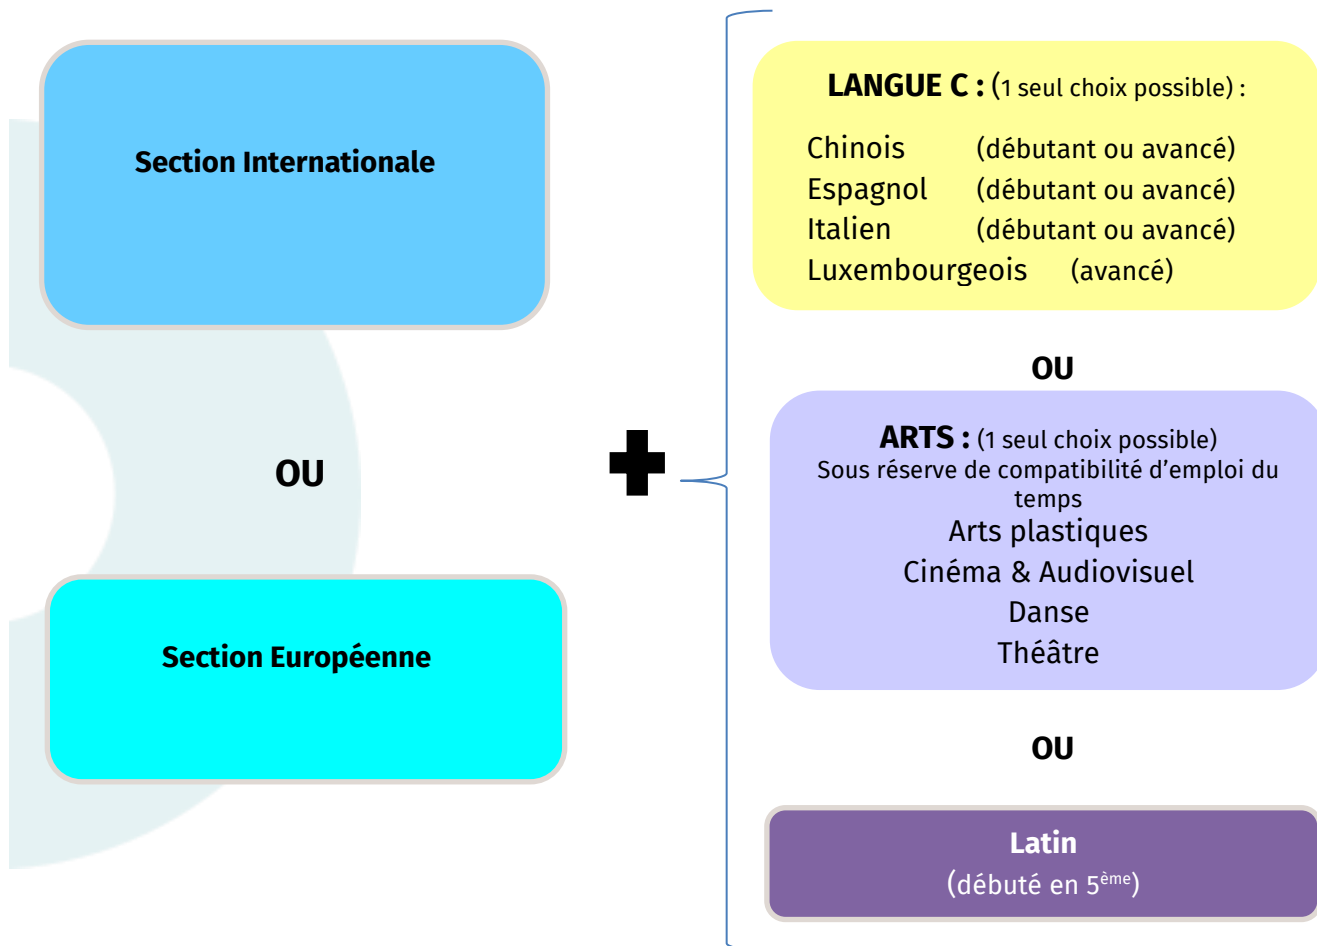 Section Internationale
OU
Section Européenne
LANGUE C : (1 seul choix possible) :
Chinois (débutant ou avancé)
Espagnol (débutant ou avancé)
Italien (débutant ou avancé)
Luxembourgeois (avancé)
OU
ARTS : (1 seul choix possible)
Sous réserve de compatibilité d’emploi du
temps
Arts plastiques
Cinéma & Audiovisuel
Danse
Théâtre
OU
Latin
(débuté en 5ème)